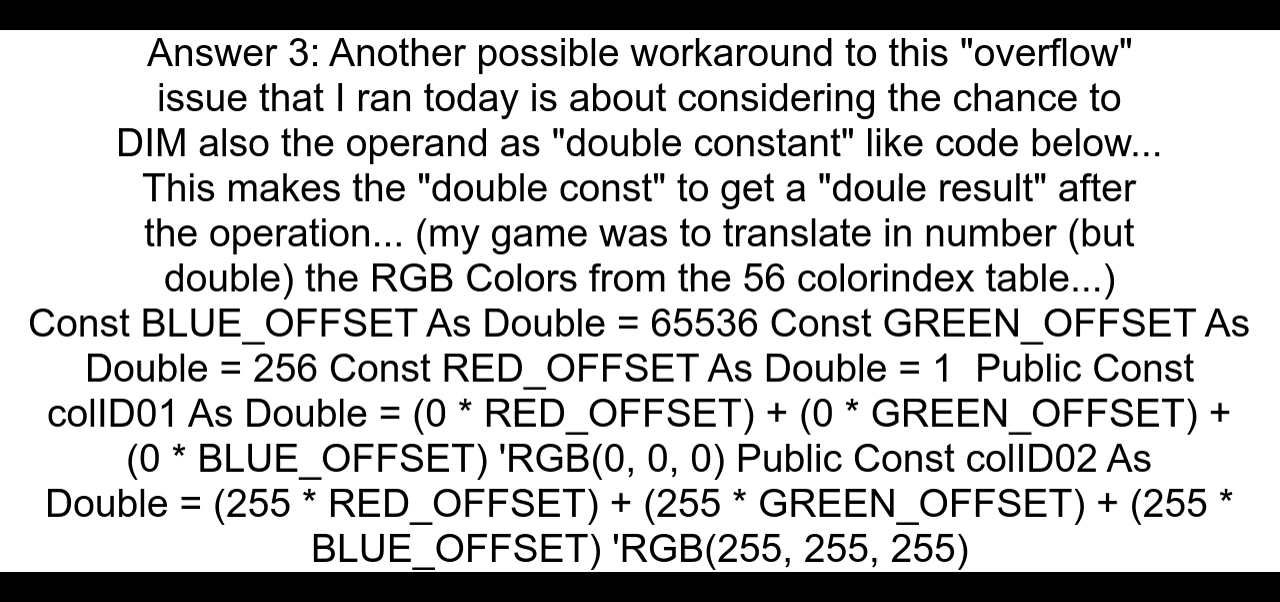 Answer 3: Another possible workaround to this "overflow"
issue that I ran today is about considering the chance to
DIM also the operand as "double constant" like code below...
This makes the "double const" to get a "doule result" after
the operation... (my game was to translate in number (but
double) the RGB Colors from the 56 colorindex table...)
Const BLUE_OFFSET As Double = 65536 Const GREEN_OFFSET As
Double = 256 Const RED_OFFSET As Double = 1  Public Const
colID01 As Double = (0 * RED_OFFSET) + (0 * GREEN_OFFSET) +
(0 * BLUE_OFFSET) 'RGB(0, 0, 0) Public Const colID02 As
Double = (255 * RED_OFFSET) + (255 * GREEN_OFFSET) + (255 *
BLUE_OFFSET) 'RGB(255, 255, 255)